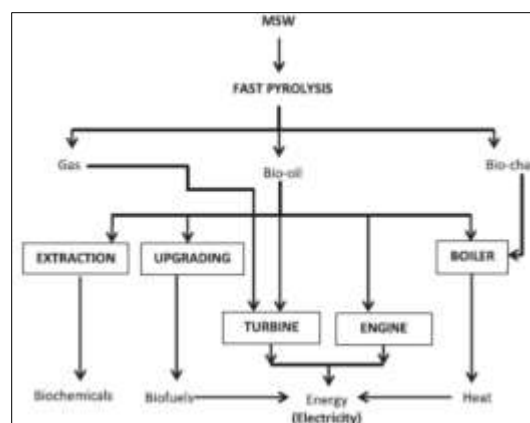 MSW
FAST PYROLYSIS
Gas
Bio-oil
Bio-cha
EXTRACTION
UPGRADING
BOILER
TURBINE
ENGINE
Biochemicals
Biofuels
Energy
Heat
(Electricity)